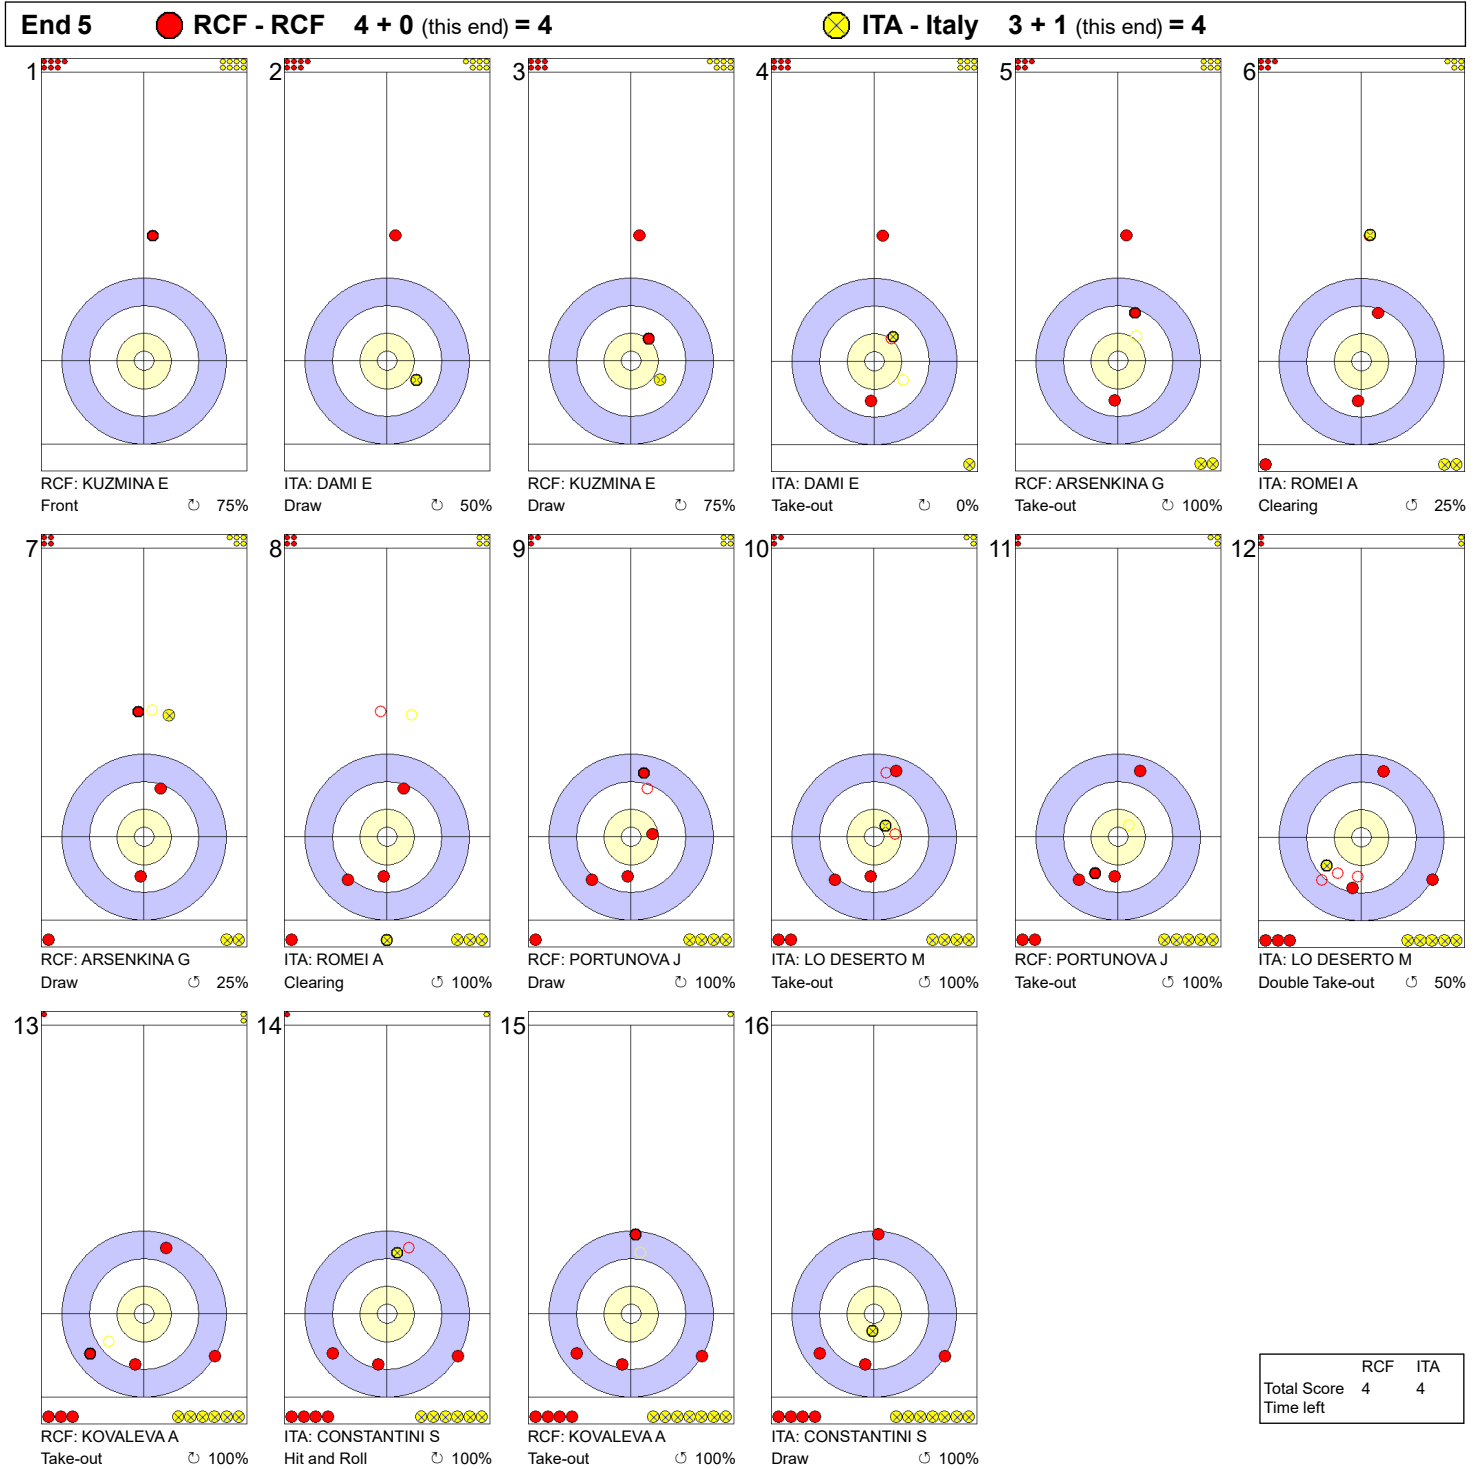 End 5 RCF - RCF 4 + 0 (this end) = 4 ITA - Italy 3 + 1 (this end) = 4
1 2 3 4 5 6
RCF: KUZMINA E ITA: DAMI E RCF: KUZMINA E ITA: DAMI E RCF: ARSENKINA G ITA: ROMEI A
Front ↻ 75% Draw ↻ 50% Draw ↻ 75% Take-out ↻ 0% Take-out ↻ 100% Clearing ↺ 25%
7 8 9 10 11 12
RCF: ARSENKINA G ITA: ROMEI A RCF: PORTUNOVA J ITA: LO DESERTO M RCF: PORTUNOVA J ITA: LO DESERTO M
Draw ↺ 25% Clearing ↺ 100% Draw ↺ 100% Take-out ↺ 100% Take-out ↺ 100% Double Take-out ↺ 50%
13 14 15 16
RCF: KOVALEVA A ITA: CONSTANTINI S RCF: KOVALEVA A ITA: CONSTANTINI S
Take-out ↻ 100% Hit and Roll ↻ 100% Take-out ↺ 100% Draw ↺ 100%
RCF ITA
Total Score 4 4
Time left